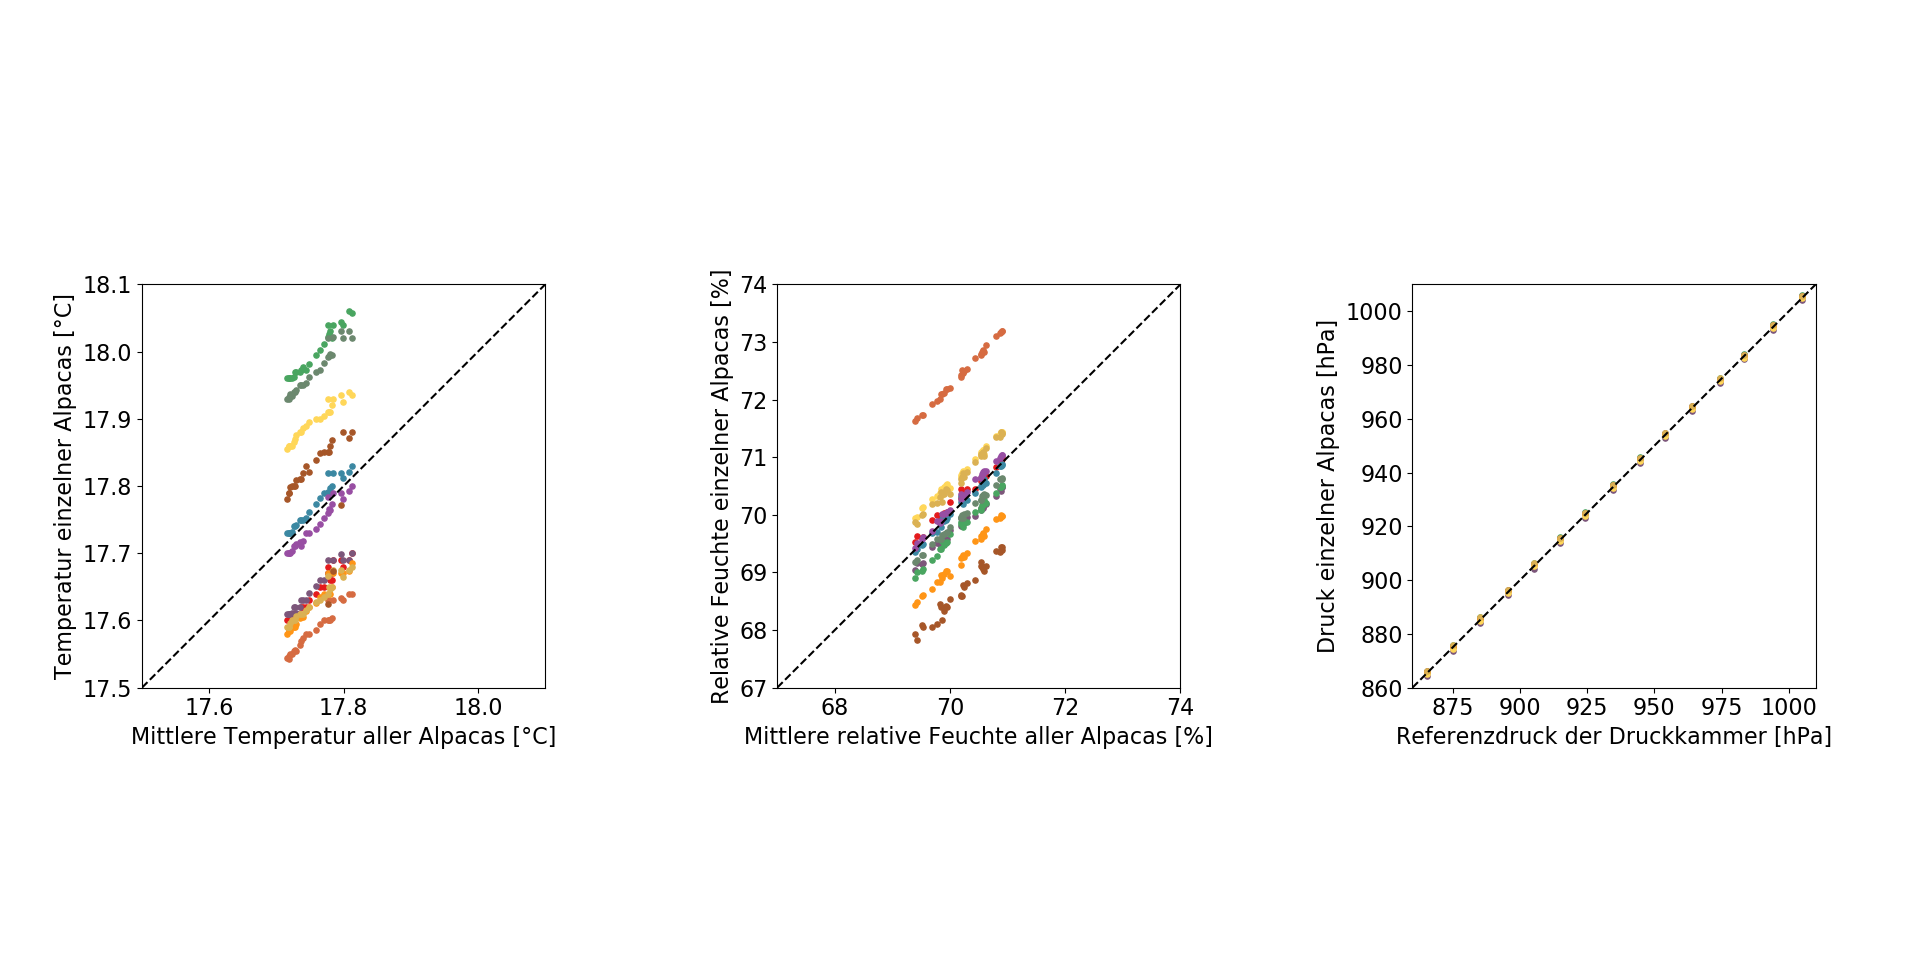 Temperatur einzelner Alpacas [°C]
18.1
18.0
17.9
17.8
17.7
17.6
17.5
17.6 17.8 18.0
Mittlere Temperatur aller Alpacas [°C]
Relative Feuchte einzelner Alpacas [%]
74
73
72
71
70
69
68
67
68 70 72 74
Mittlere relative Feuchte aller Alpacas [%]
Druck einzelner Alpacas [hPa]
1000
980
960
940
920
900
880
860
875 900 925 950 975 1000
Referenzdruck der Druckkammer [hPa]